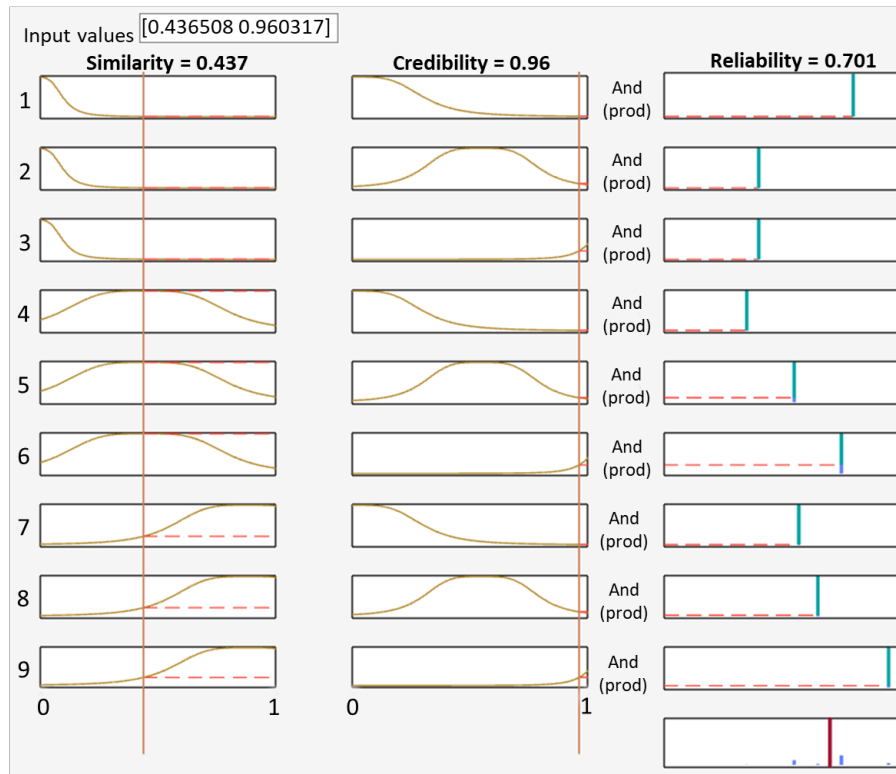 Input values [0.436508 0.960317]
Similarity = 0.437 Credibility = 0.96 Reliability = 0.701
1 And (prod)
2 And (prod)
3 And (prod)
4 And (prod)
5 And (prod)
6 And (prod)
7 And (prod)
8 And (prod)
9 And (prod)
0 1 0 1